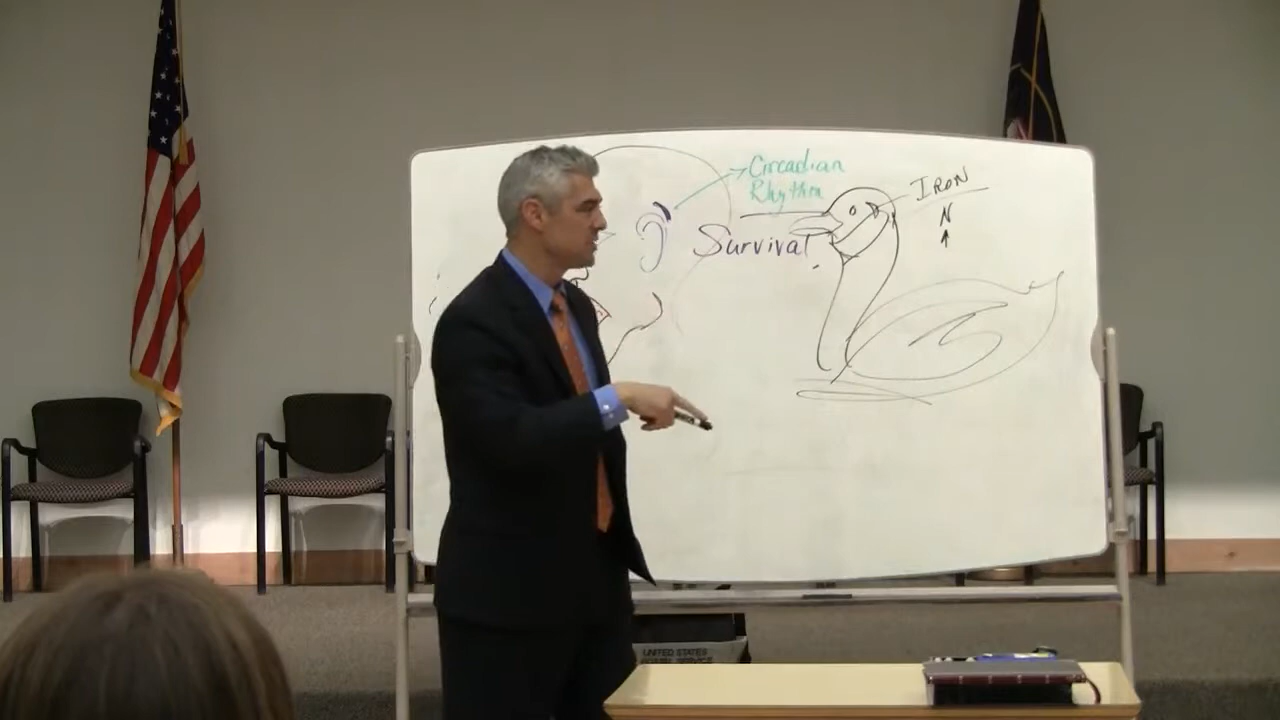 Circadian
Rhythm
Survival.
IRON
N
UNITED STATES